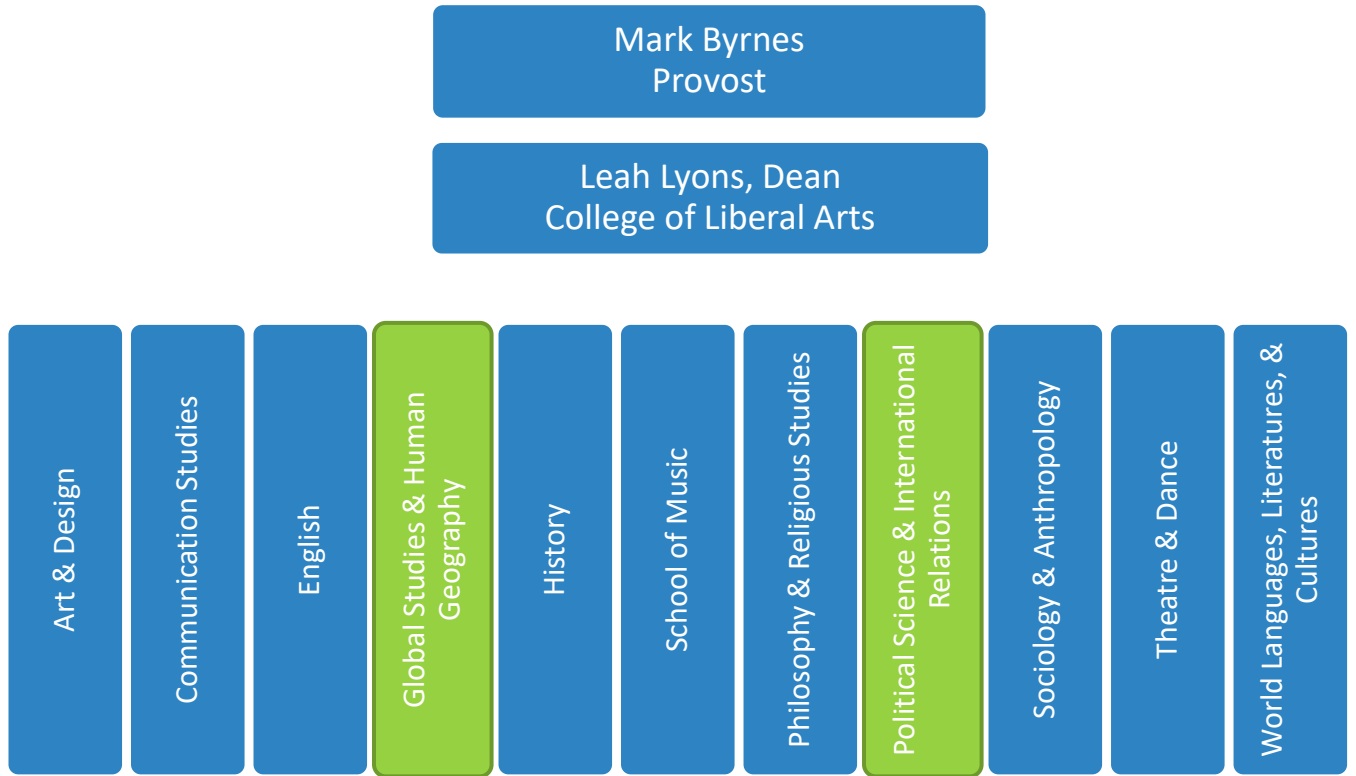 Mark Byrnes
Provost
Leah Lyons, Dean
College of Liberal Arts
Art & Design
Communication Studies
English
Global Studies & Human
Geography
History
School of Music
Philosophy & Religious Studies
Political Science & International
Relations
Sociology & Anthropology
Theatre & Dance
World Languages, Literatures, &
Cultures